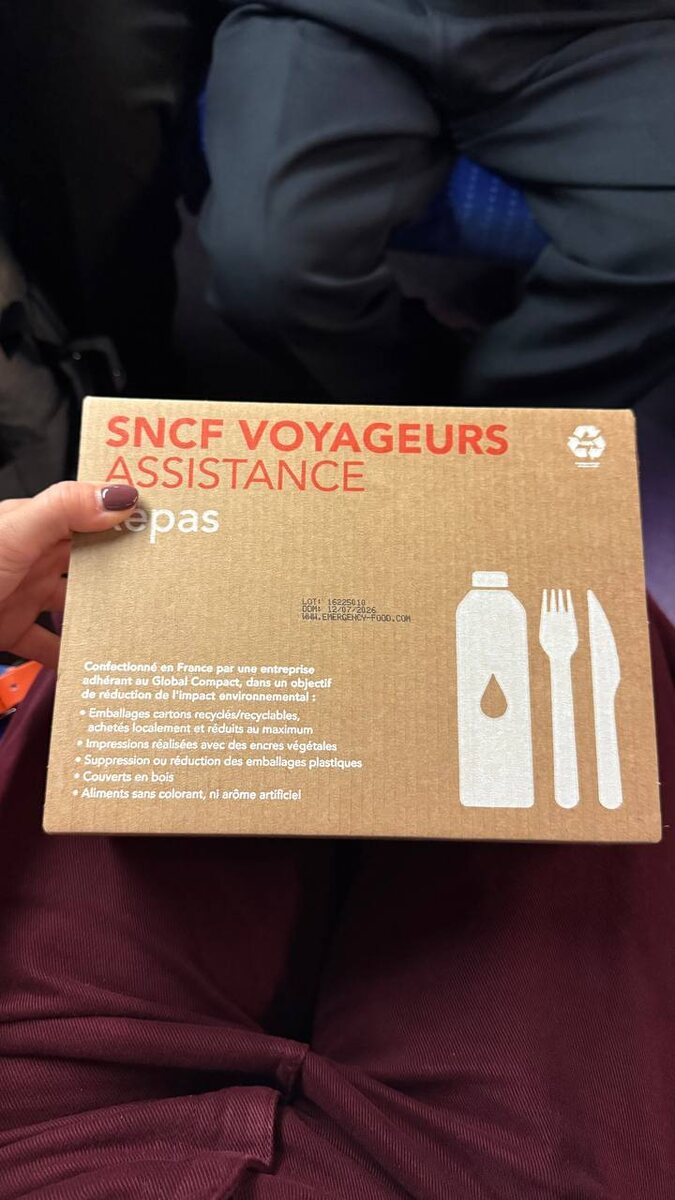 SNCF VOYAGEURS
ASSISTANCE
epas
LOT: 16225010
DDM: 12/07/2026
WWW.EMERGENCY-FOOD.COM
Confectionné en France par une entreprise
adhérant au Global Compact, dans un objectif
de réduction de l'impact environnemental :
• Emballages cartons recyclés/recyclables,
achetés localement et réduits au maximum
• Impressions réalisées avec des encres végétales
• Suppression ou réduction des emballages plastiques
• Couverts en bois
• Aliments sans colorant, ni arôme artificiel